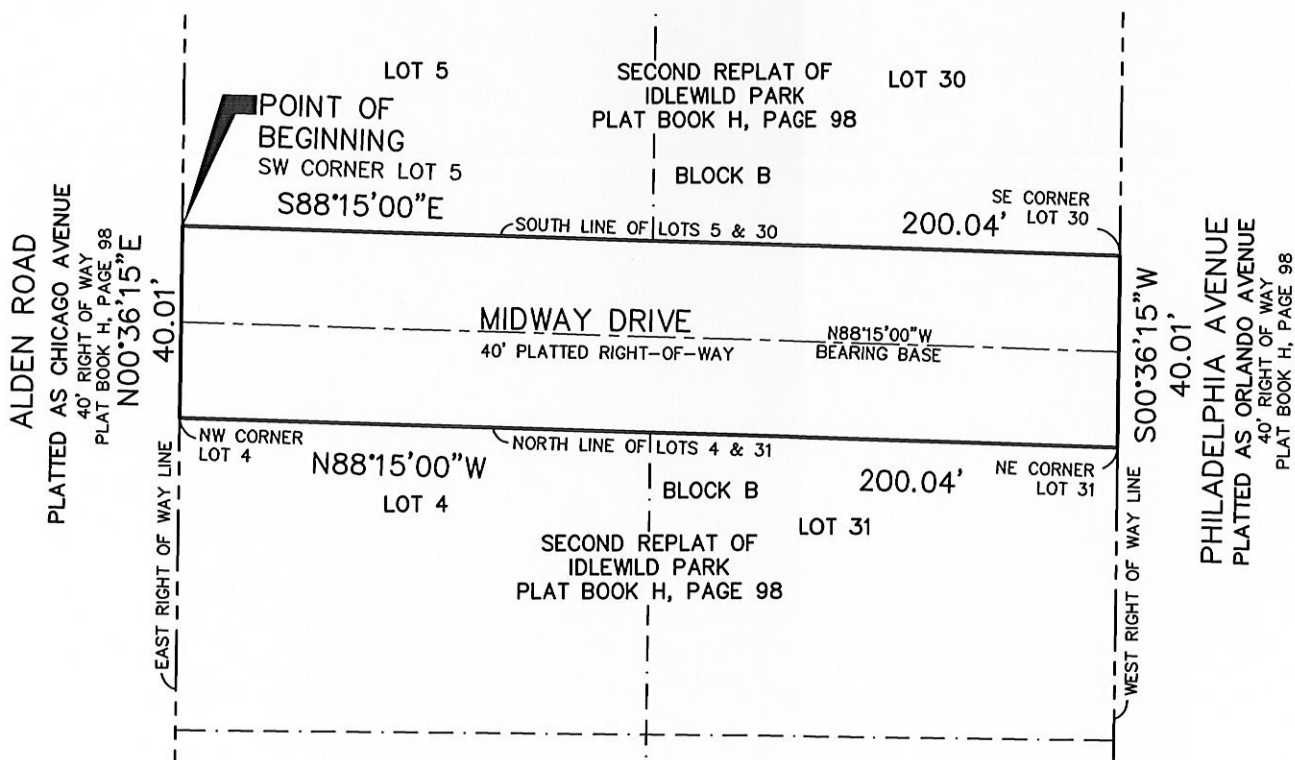 LOT 5
SECOND REPLAT OF
IDLEWILD PARK
PLAT BOOK H, PAGE 98
LOT 30
POINT OF
BEGINNING
SW CORNER LOT 5
BLOCK B
S88°15'00"E
SOUTH LINE OF LOTS 5 & 30
200.04'
SE CORNER
LOT 30
ALDEN ROAD
PLATTED AS CHICAGO AVENUE
40' RIGHT OF WAY
PLAT BOOK H, PAGE 98
N00°36'15"E
40.01'
MIDWAY DRIVE
40' PLATTED RIGHT-OF-WAY
N88°15'00"W
BEARING BASE
S00°36'15"W
40.01'
PHILADELPHIA AVENUE
PLATTED AS ORLANDO AVENUE
40' RIGHT OF WAY
PLAT BOOK H, PAGE 98
NW CORNER
LOT 4
NORTH LINE OF LOTS 4 & 31
N88°15'00"W
LOT 4
BLOCK B
200.04'
NE CORNER
LOT 31
LOT 31
SECOND REPLAT OF
IDLEWILD PARK
PLAT BOOK H, PAGE 98
EAST RIGHT OF WAY LINE
WEST RIGHT OF WAY LINE